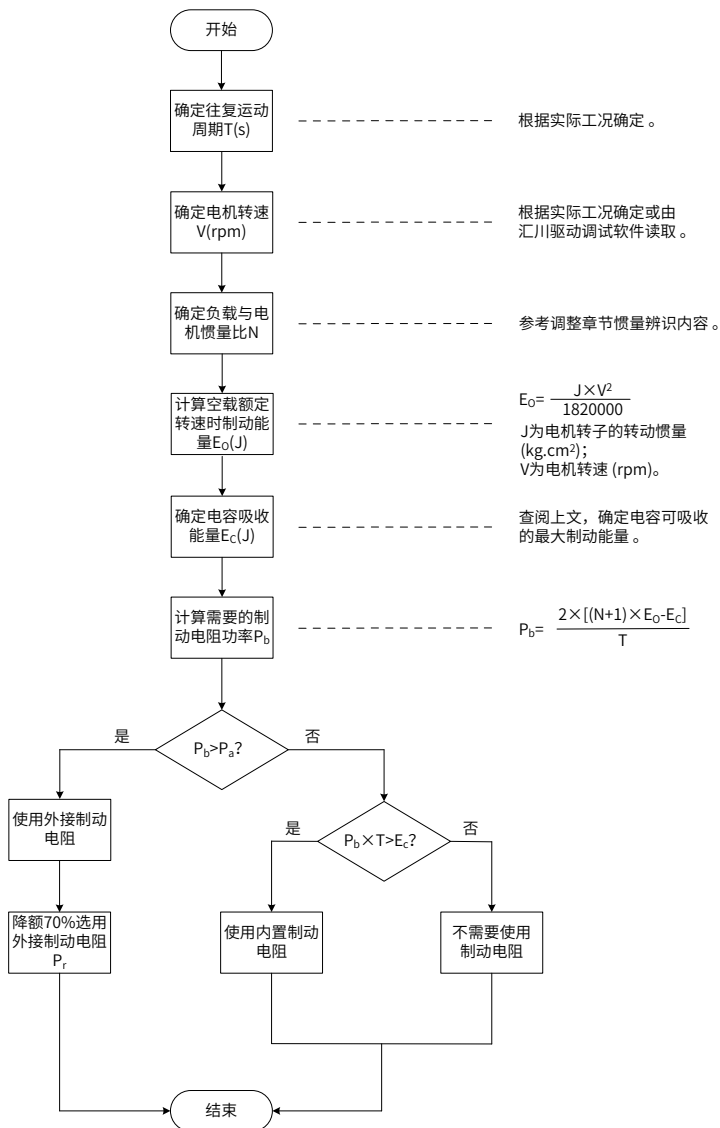 开始
确定往复运动
周期T(s)
根据实际工况确定 。
确定电机转速
V(rpm)
根据实际工况确定或由
汇川驱动调试软件读取 。
确定负载与电
机惯量比N
参考调整章节惯量辨识内容 。
计算空载额定
转速时制动能
量E₀(J)
E₀= J×V²
1820000
J为电机转子的转动惯量
(kg.cm²)；
V为电机转速 (rpm)。
确定电容吸收
能量E_C(J)
查阅上文，确定电容可吸收
的最大制动能量 。
计算需要的制
动电阻功率P_b
P_b= 2×[(N+1)×E₀-E_C]
T
是
P_b>P_a?
否
使用外接制动
电阻
是
P_b×T>E_c?
否
降额70%选用
外接制动电阻
P_r
使用内置制动
电阻
不需要使用
制动电阻
结束